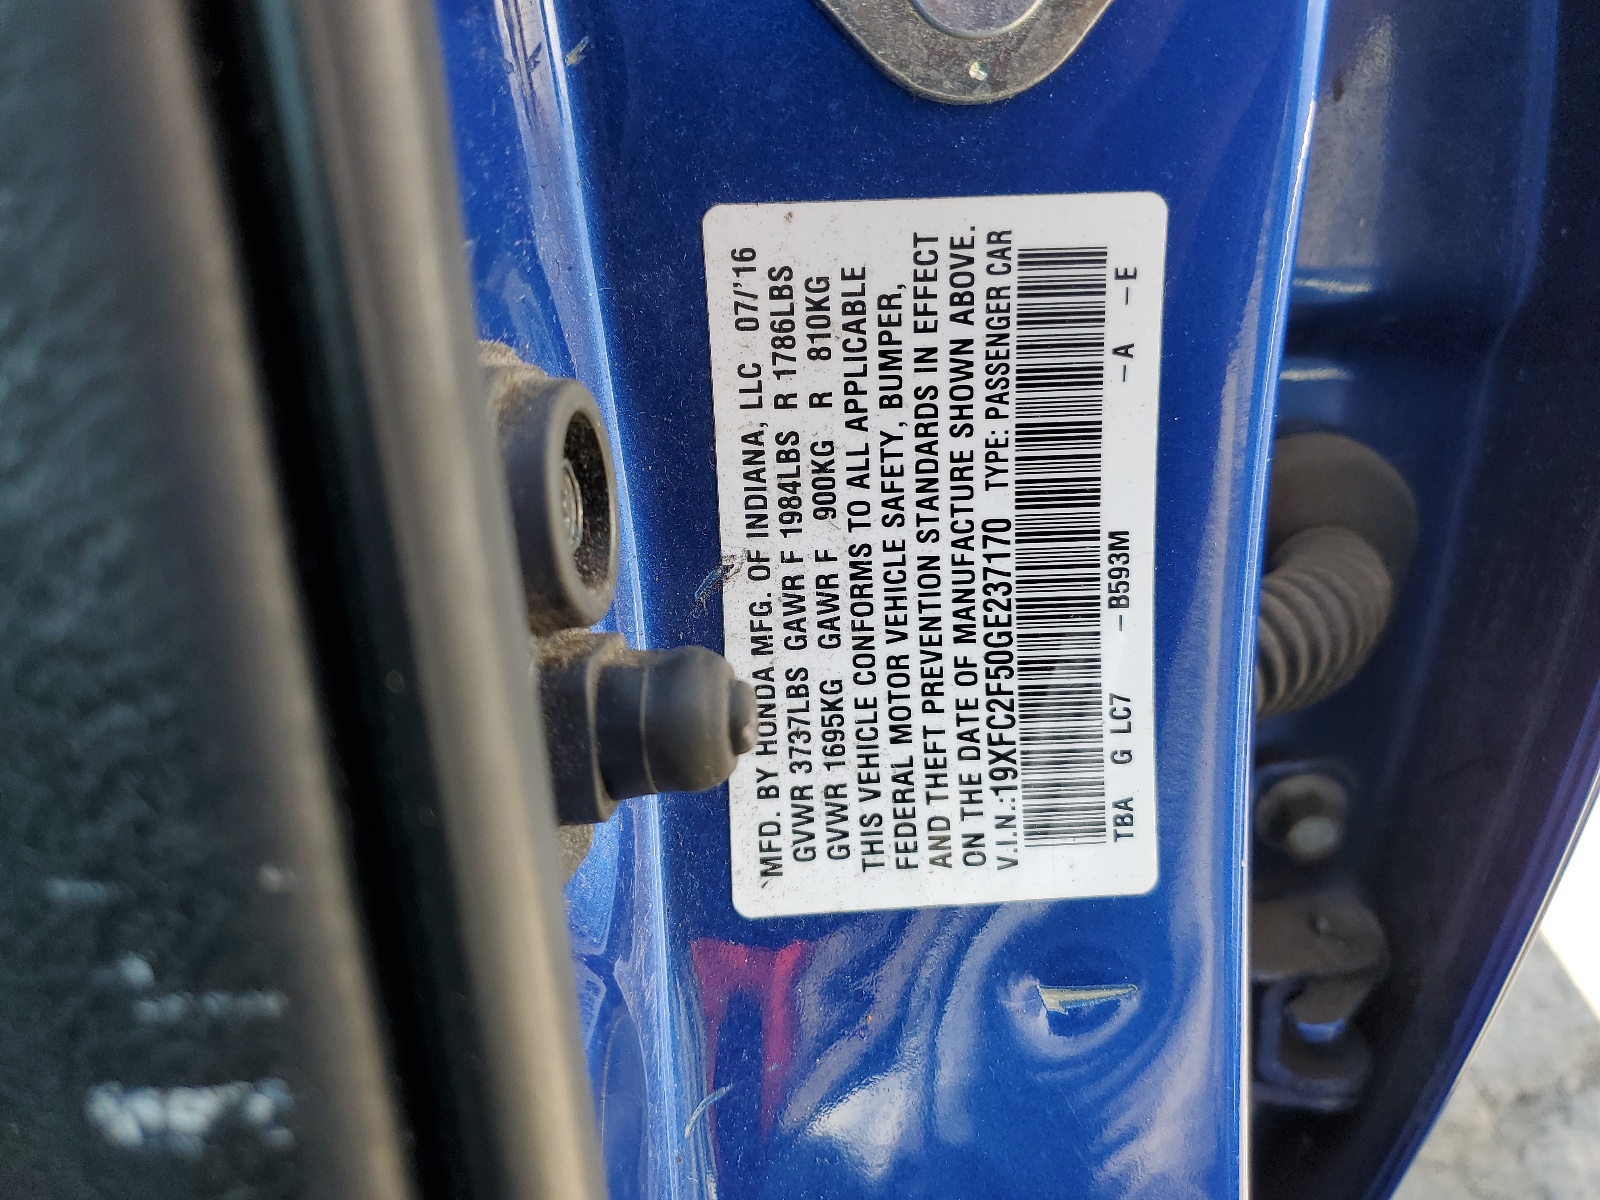 MFD. BY HONDA MFG. OF INDIANA, LLC 07/'16
GVWR 3737LBS GAWR F 1984LBS R 1786LBS
GVWR 1695KG GAWR F 900KG R 810KG
THIS VEHICLE CONFORMS TO ALL APPLICABLE
FEDERAL MOTOR VEHICLE SAFETY, BUMPER,
AND THEFT PREVENTION STANDARDS IN EFFECT
ON THE DATE OF MANUFACTURE SHOWN ABOVE.
V.I.N.:19XFC2F50GE237170 TYPE: PASSENGER CAR
TBA G LC7 -B593M -A -E